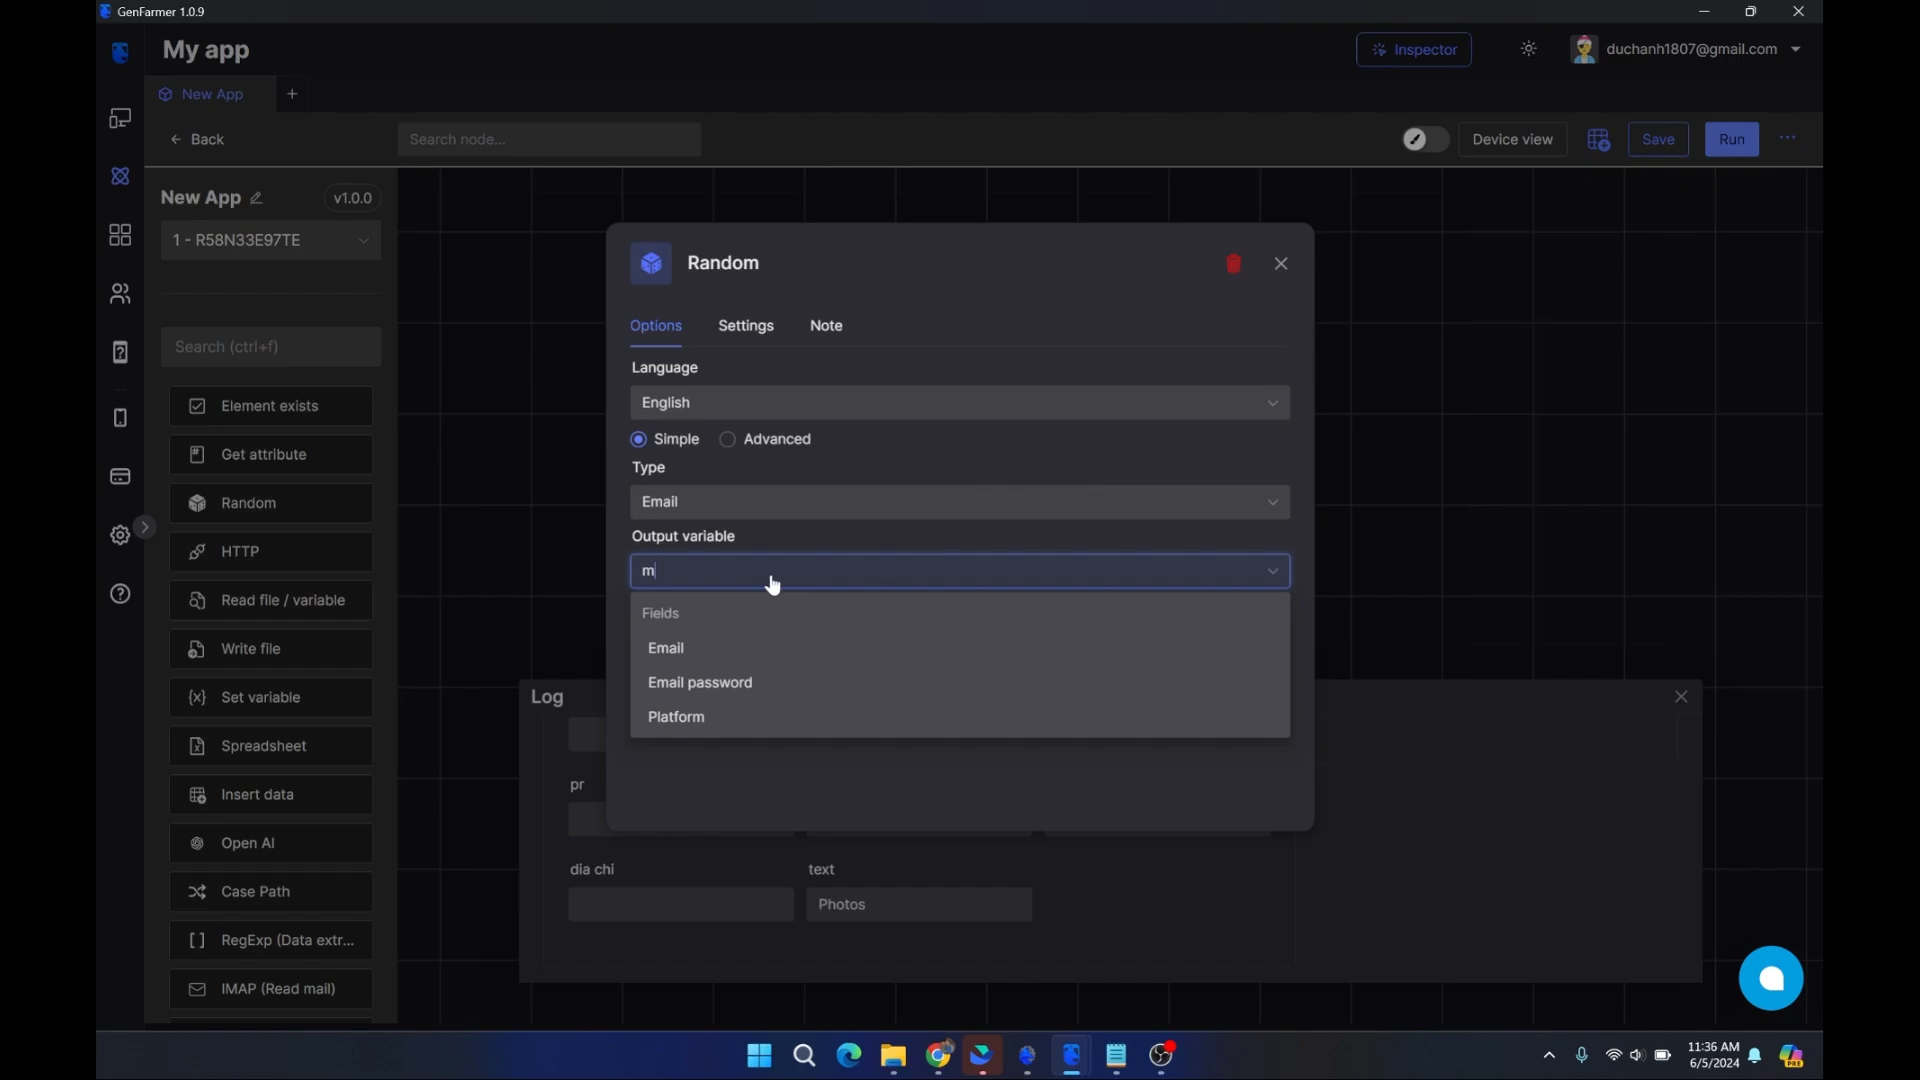 GenFarmer 1.0.9
My app
Inspector
duchanh1807@gmail.com
New App
+
Back
Search node...
Device view
Save
Run
...
New App
v1.0.0
1 - R58N33E97TE
Search (ctrl+f)
Element exists
Get attribute
Random
HTTP
Read file / variable
Write file
{x} Set variable
Spreadsheet
Insert data
Open AI
Case Path
[ ] RegExp (Data extr...
IMAP (Read mail)
Random
Options
Settings
Note
Language
English
Simple
Advanced
Type
Email
Output variable
m
Fields
Email
Email password
Platform
Log
pr
dia chi
text
Photos
11:36 AM
6/5/2024
PRE